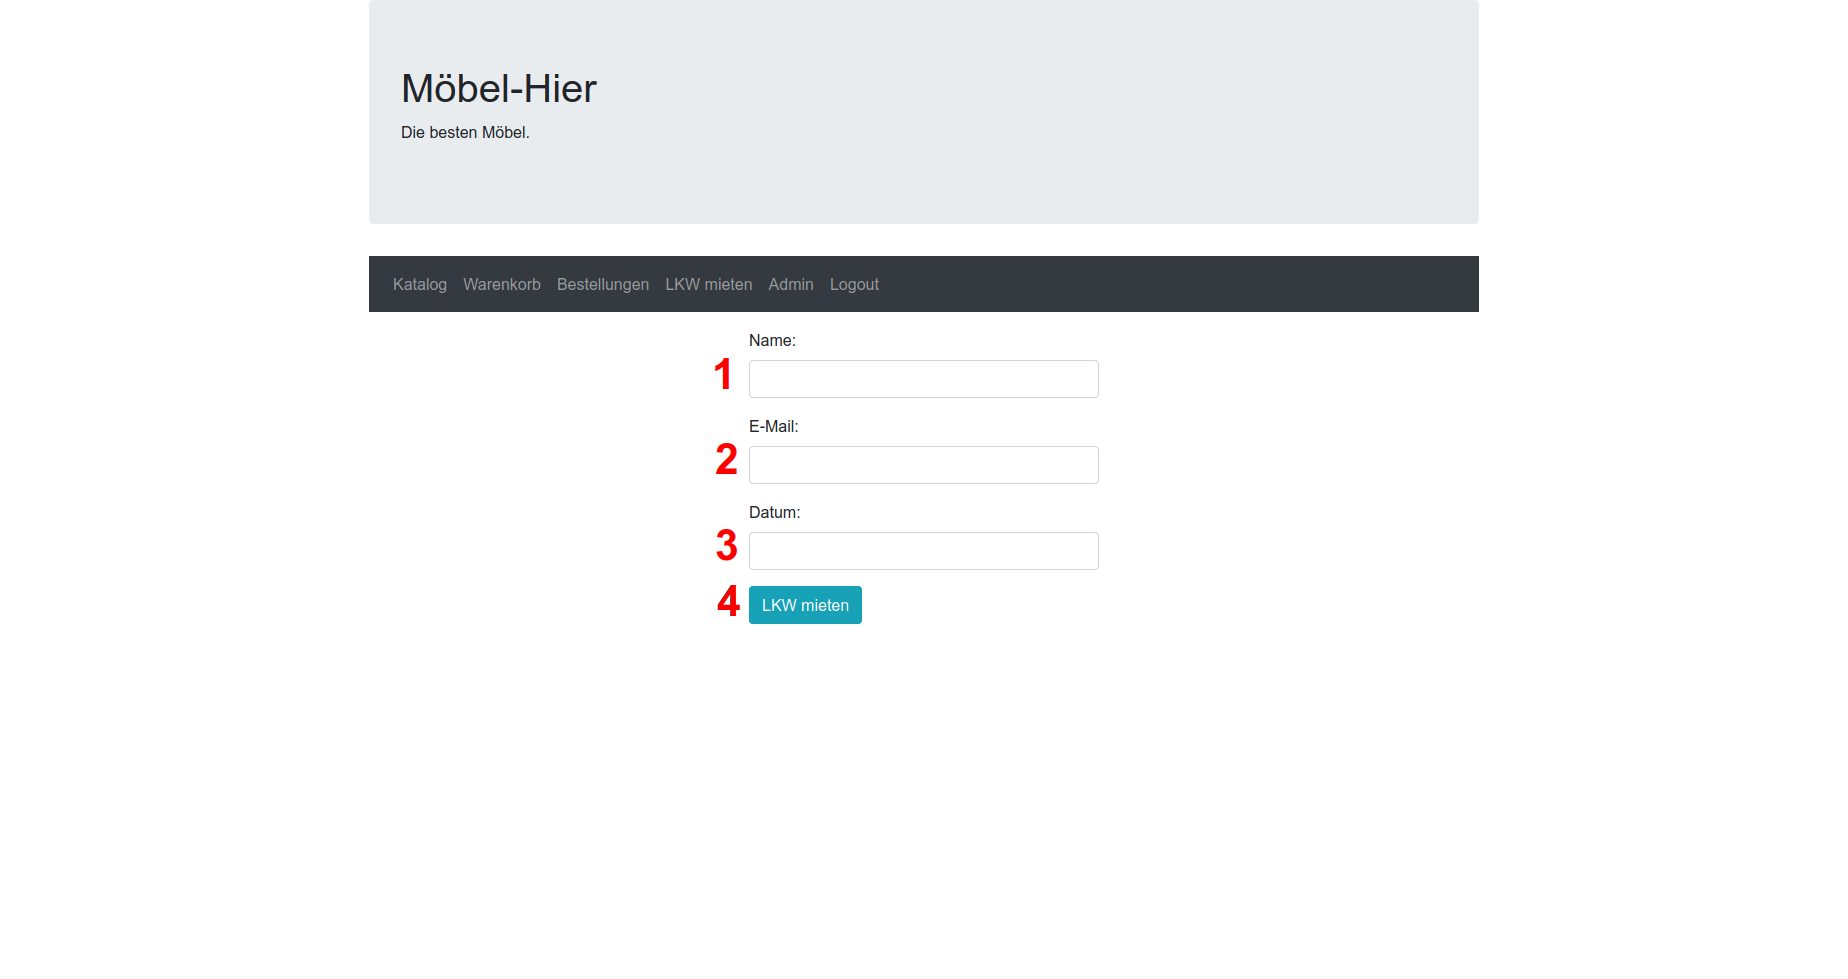 Möbel-Hier
Die besten Möbel.
Katalog Warenkorb Bestellungen LKW mieten Admin Logout
Name:
1
E-Mail:
2
Datum:
3
4 LKW mieten